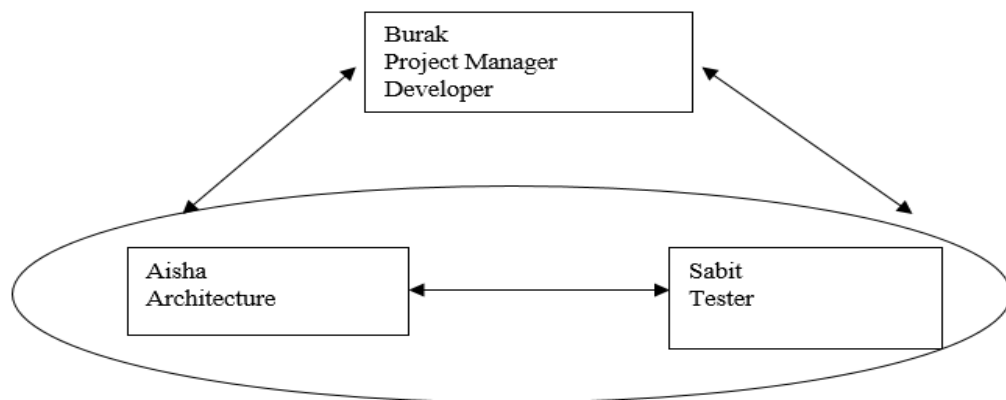 Burak
Project Manager
Developer
Aisha
Architecture
Sabit
Tester